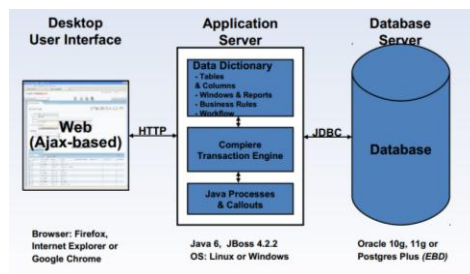 Desktop
User Interface
Application
Server
Database
Server
Data Dictionary
- Tables
& Columns
- Windows & Reports
- Business Rules
- Workflow
Web
(Ajax-based)
HTTP
Compiere
Transaction Engine
JDBC
Database
Java Processes
& Callouts
Browser: Firefox,
Internet Explorer or
Google Chrome
Java 6, JBoss 4.2.2
OS: Linux or Windows
Oracle 10g, 11g or
Postgres Plus (EBD)